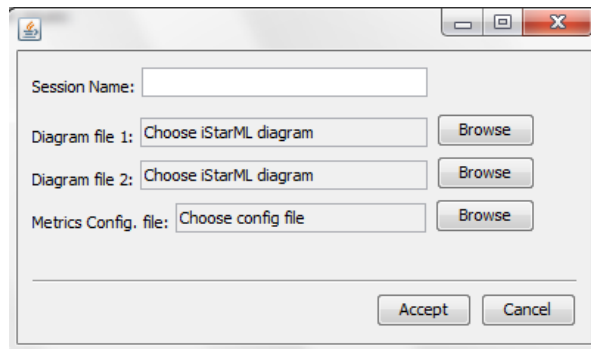 Session Name:
Diagram file 1: Choose iStarML diagram Browse
Diagram file 2: Choose iStarML diagram Browse
Metrics Config. file: Choose config file Browse
Accept Cancel